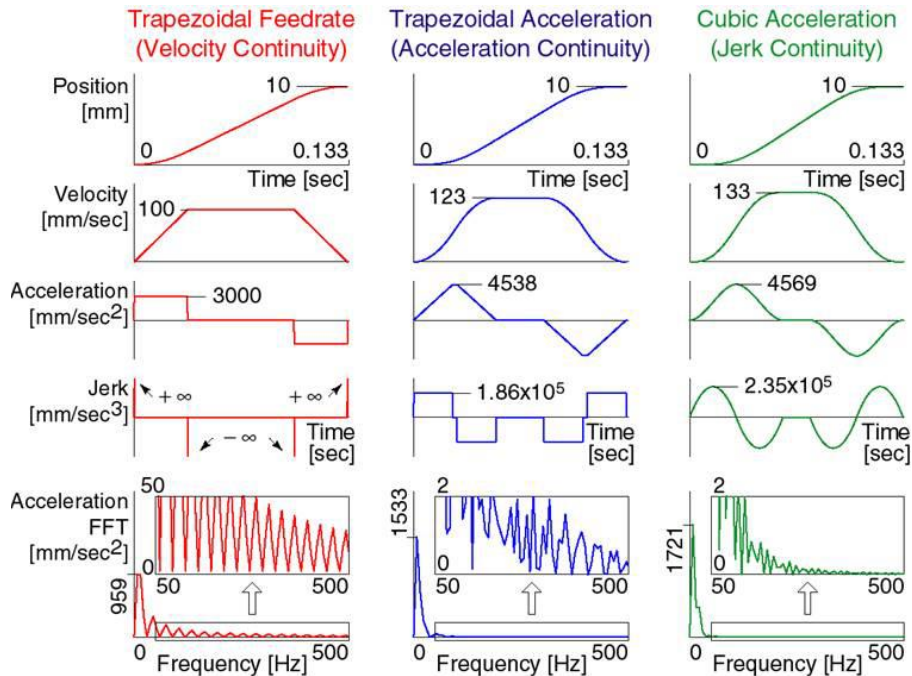 Trapezoidal Feedrate
(Velocity Continuity)
Trapezoidal Acceleration
(Acceleration Continuity)
Cubic Acceleration
(Jerk Continuity)
Position
[mm]
10
0
0.133
Time [sec]
10
0
0.133
Time [sec]
10
0
0.133
Time [sec]
Velocity
[mm/sec]
100
123
133
Acceleration
[mm/sec2]
3000
4538
4569
Jerk
[mm/sec3]
+ ∞
+ ∞
− ∞
Time
[sec]
1.86x10⁵
Time
[sec]
2.35x10⁵
Time
[sec]
Acceleration
FFT
[mm/sec2]
50
0
50
500
959
500
Frequency [Hz]
1533
2
0
50
500
500
Frequency [Hz]
1721
2
0
50
500
500
Frequency [Hz]